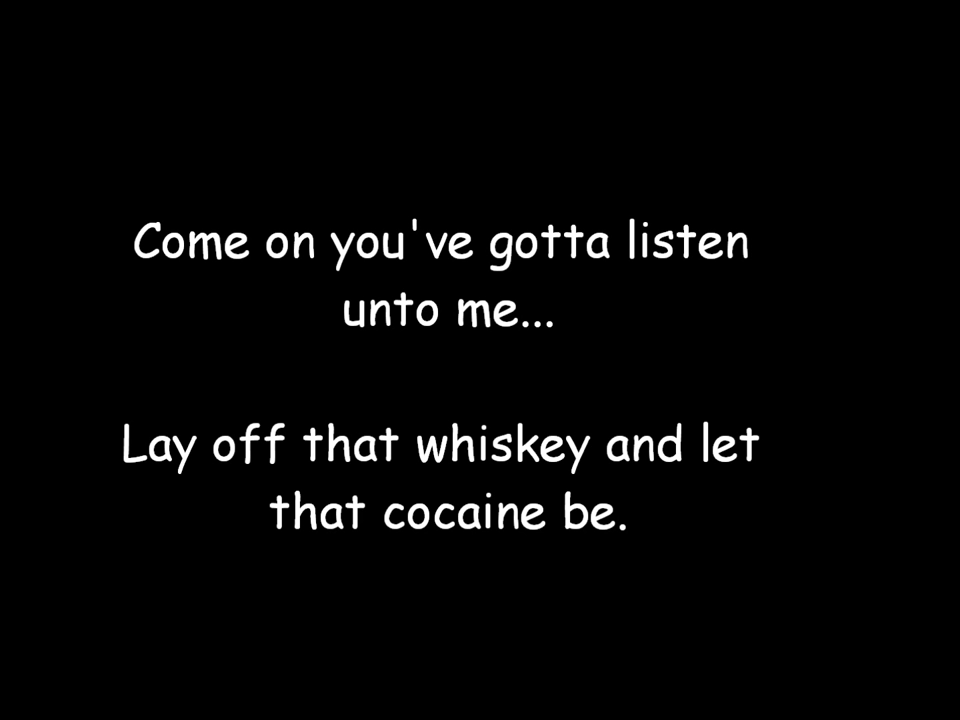 Come on you've gotta listen
unto me...
Lay off that whiskey and let
that cocaine be.